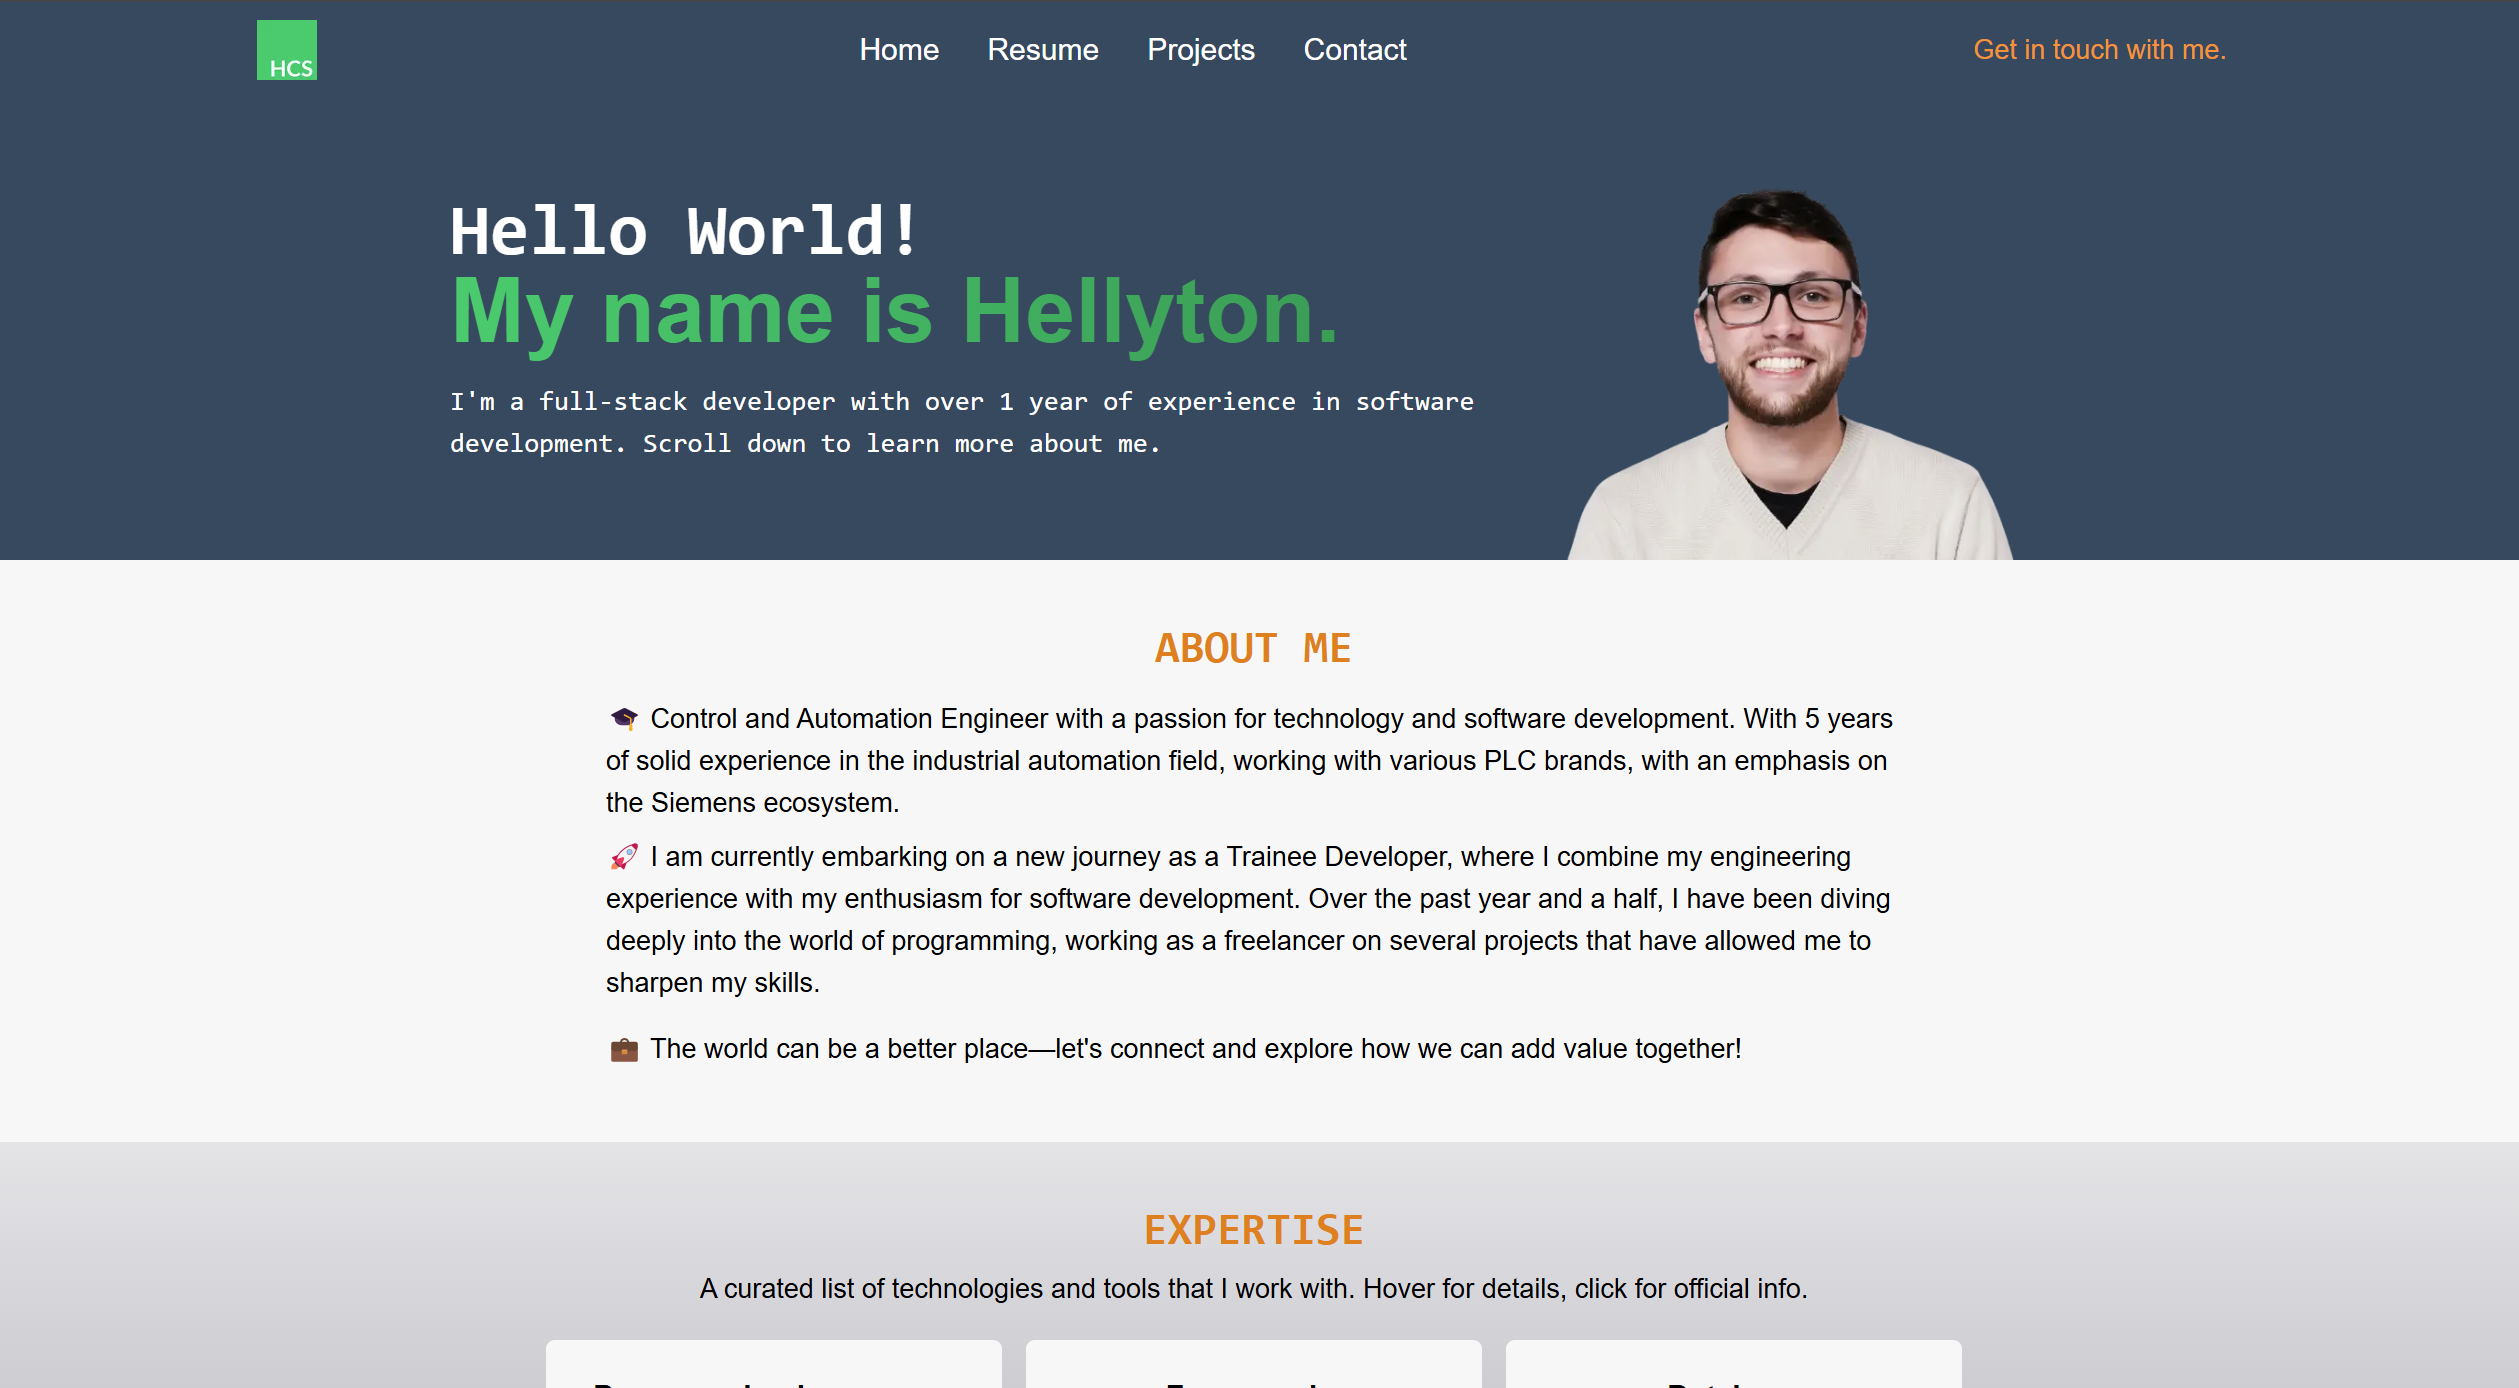 HCS
Home Resume Projects Contact
Get in touch with me.
Hello World!
My name is Hellyton.
I'm a full-stack developer with over 1 year of experience in software
development. Scroll down to learn more about me.
ABOUT ME
🎓 Control and Automation Engineer with a passion for technology and software development. With 5 years
of solid experience in the industrial automation field, working with various PLC brands, with an emphasis on
the Siemens ecosystem.
🚀 I am currently embarking on a new journey as a Trainee Developer, where I combine my engineering
experience with my enthusiasm for software development. Over the past year and a half, I have been diving
deeply into the world of programming, working as a freelancer on several projects that have allowed me to
sharpen my skills.
💼 The world can be a better place—let's connect and explore how we can add value together!
EXPERTISE
A curated list of technologies and tools that I work with. Hover for details, click for official info.